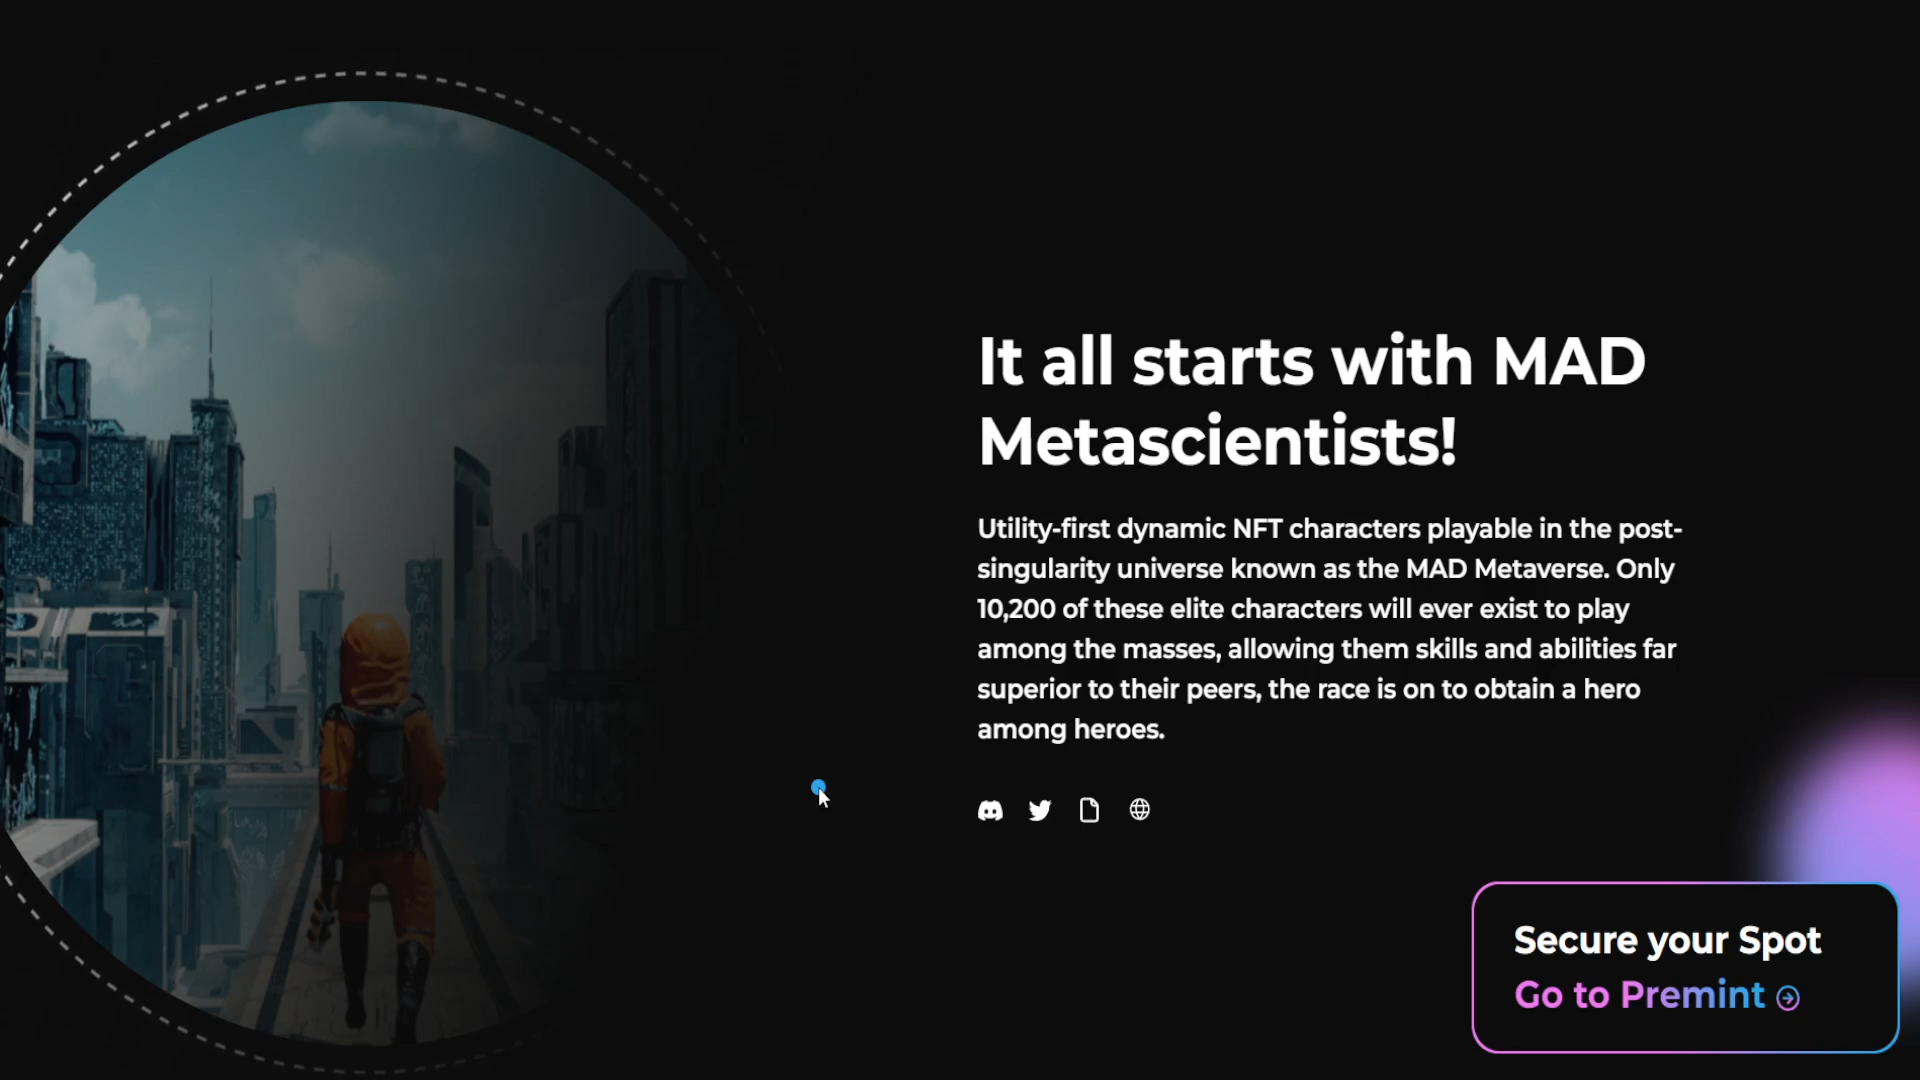 It all starts with MAD
Metascientists!
Utility-first dynamic NFT characters playable in the post-
singularity universe known as the MAD Metaverse. Only
10,200 of these elite characters will ever exist to play
among the masses, allowing them skills and abilities far
superior to their peers, the race is on to obtain a hero
among heroes.
Secure your Spot
Go to Premint